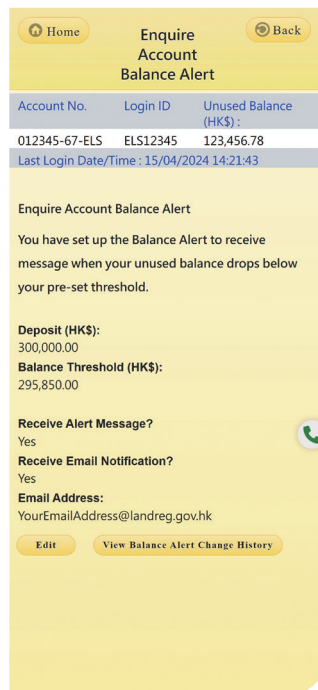 Home
Enquire
Account
Balance Alert
Back
Account No. Login ID Unused Balance
(HK$) :
012345-67-ELS ELS12345 123,456.78
Last Login Date/Time : 15/04/2024 14:21:43
Enquire Account Balance Alert
You have set up the Balance Alert to receive
message when your unused balance drops below
your pre-set threshold.
Deposit (HK$):
300,000.00
Balance Threshold (HK$):
295,850.00
Receive Alert Message?
Yes
Receive Email Notification?
Yes
Email Address:
YourEmailAddress@landreg.gov.hk
Edit View Balance Alert Change History